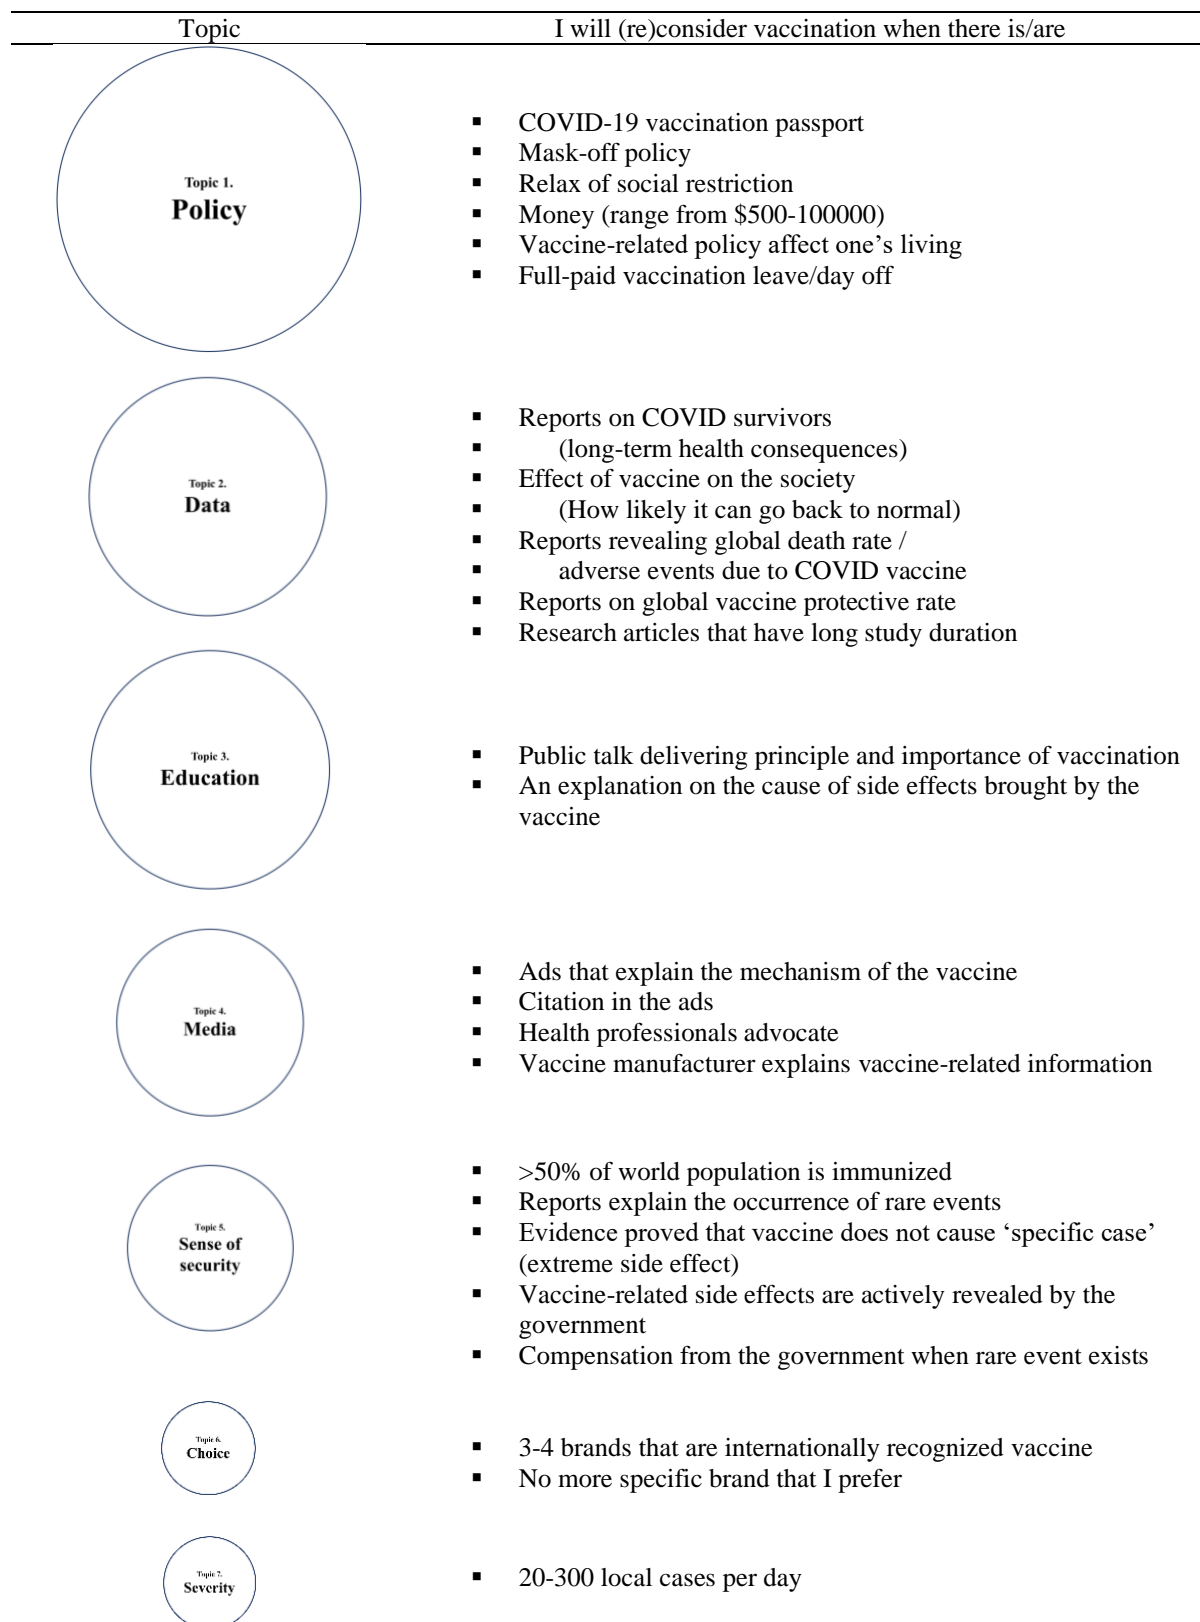 Topic
I will (re)consider vaccination when there is/are
Topic 1.
Policy
▪ COVID-19 vaccination passport
▪ Mask-off policy
▪ Relax of social restriction
▪ Money (range from $500-100000)
▪ Vaccine-related policy affect one’s living
▪ Full-paid vaccination leave/day off
Topic 2.
Data
▪ Reports on COVID survivors
▪ (long-term health consequences)
▪ Effect of vaccine on the society
▪ (How likely it can go back to normal)
▪ Reports revealing global death rate /
▪ adverse events due to COVID vaccine
▪ Reports on global vaccine protective rate
▪ Research articles that have long study duration
Topic 3.
Education
▪ Public talk delivering principle and importance of vaccination
▪ An explanation on the cause of side effects brought by the
vaccine
Topic 4.
Media
▪ Ads that explain the mechanism of the vaccine
▪ Citation in the ads
▪ Health professionals advocate
▪ Vaccine manufacturer explains vaccine-related information
Topic 5.
Sense of
security
▪ >50% of world population is immunized
▪ Reports explain the occurrence of rare events
▪ Evidence proved that vaccine does not cause ‘specific case’
(extreme side effect)
▪ Vaccine-related side effects are actively revealed by the
government
▪ Compensation from the government when rare event exists
Topic 6.
Choice
▪ 3-4 brands that are internationally recognized vaccine
▪ No more specific brand that I prefer
Topic 7.
Severity
▪ 20-300 local cases per day